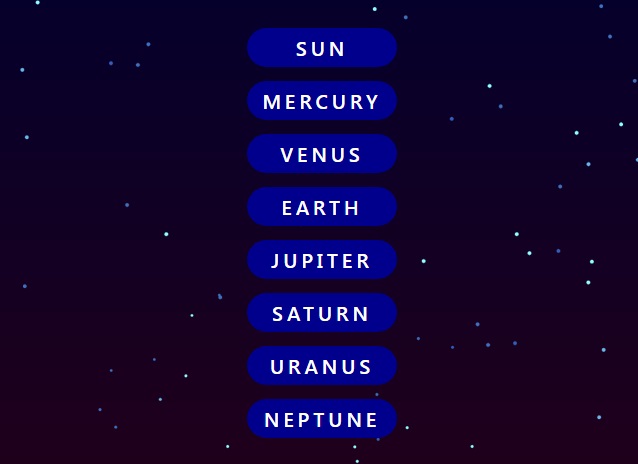 SUN
MERCURY
VENUS
EARTH
JUPITER
SATURN
URANUS
NEPTUNE